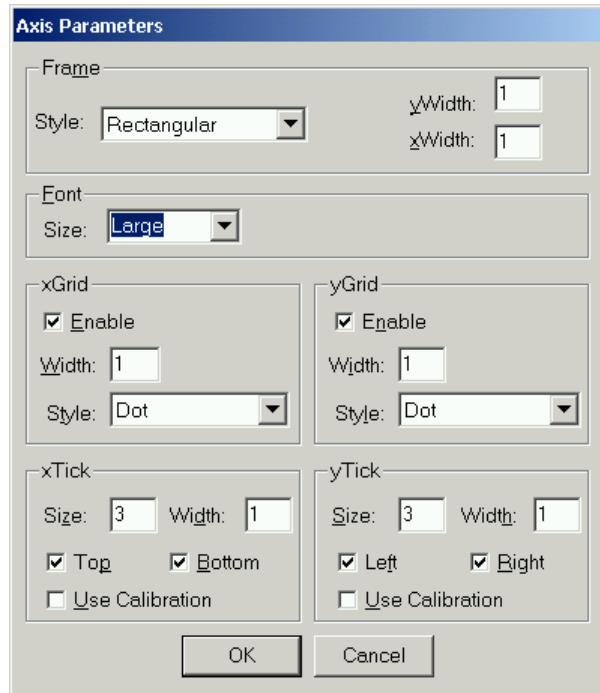 Axis Parameters
Frame
Style: Rectangular
yWidth: 1
xWidth: 1
Font
Size: Large
xGrid
Enable
Width: 1
Style: Dot
yGrid
Enable
Width: 1
Style: Dot
xTick
Size: 3 Width: 1
Top Bottom
Use Calibration
yTick
Size: 3 Width: 1
Left Right
Use Calibration
OK Cancel